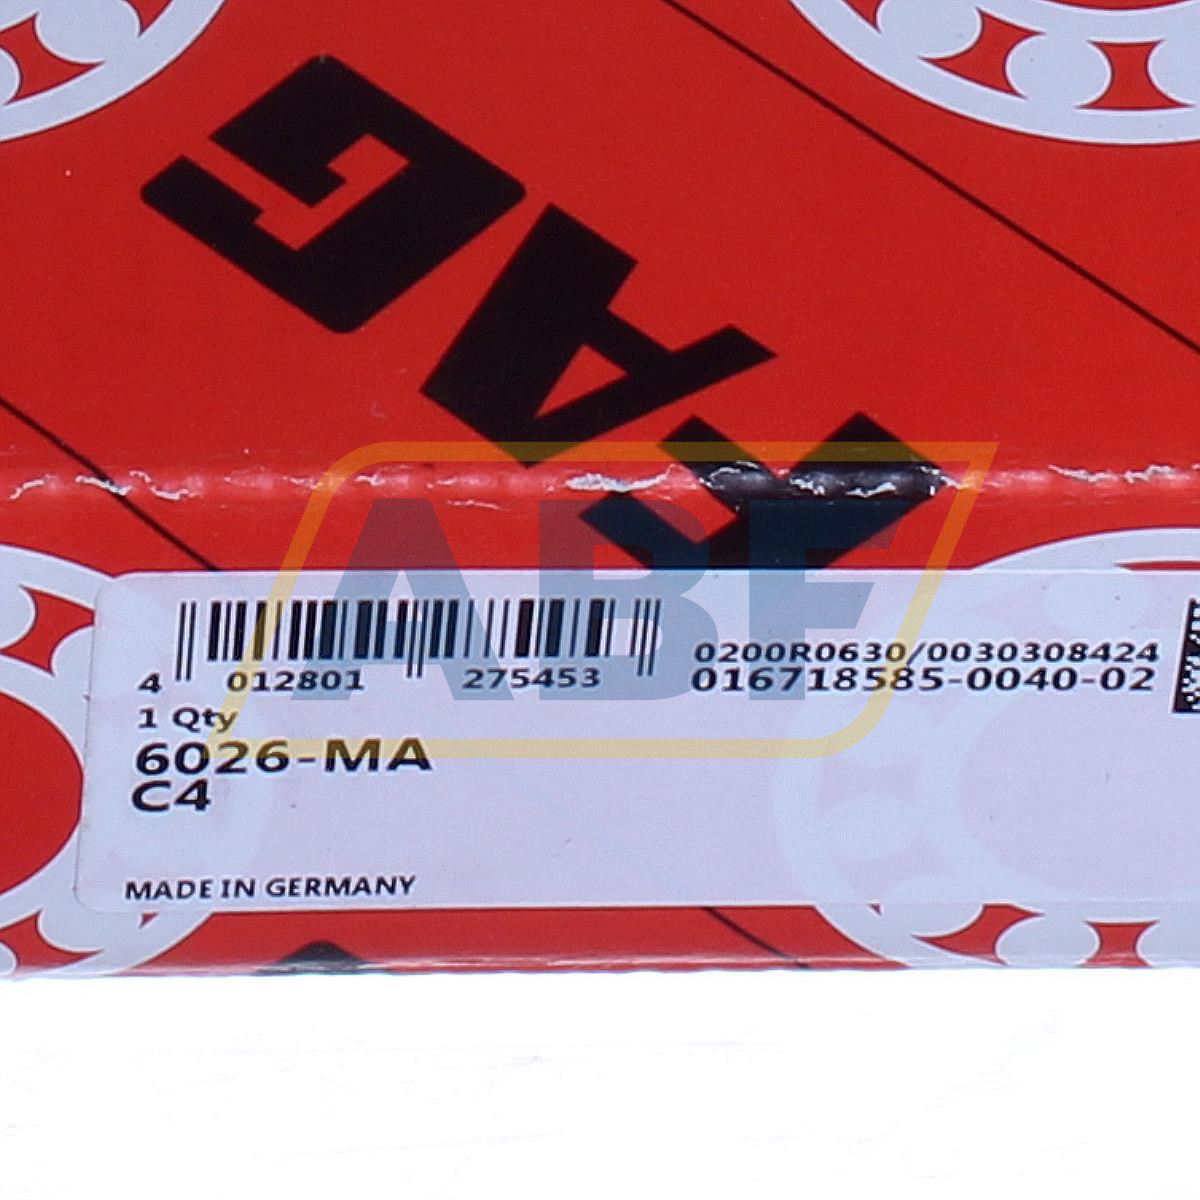 FAG
ABF
4 012801 275453
0200R0630/0030308424
016718585-0040-02
1 Qty
6026-MA
C4
MADE IN GERMANY